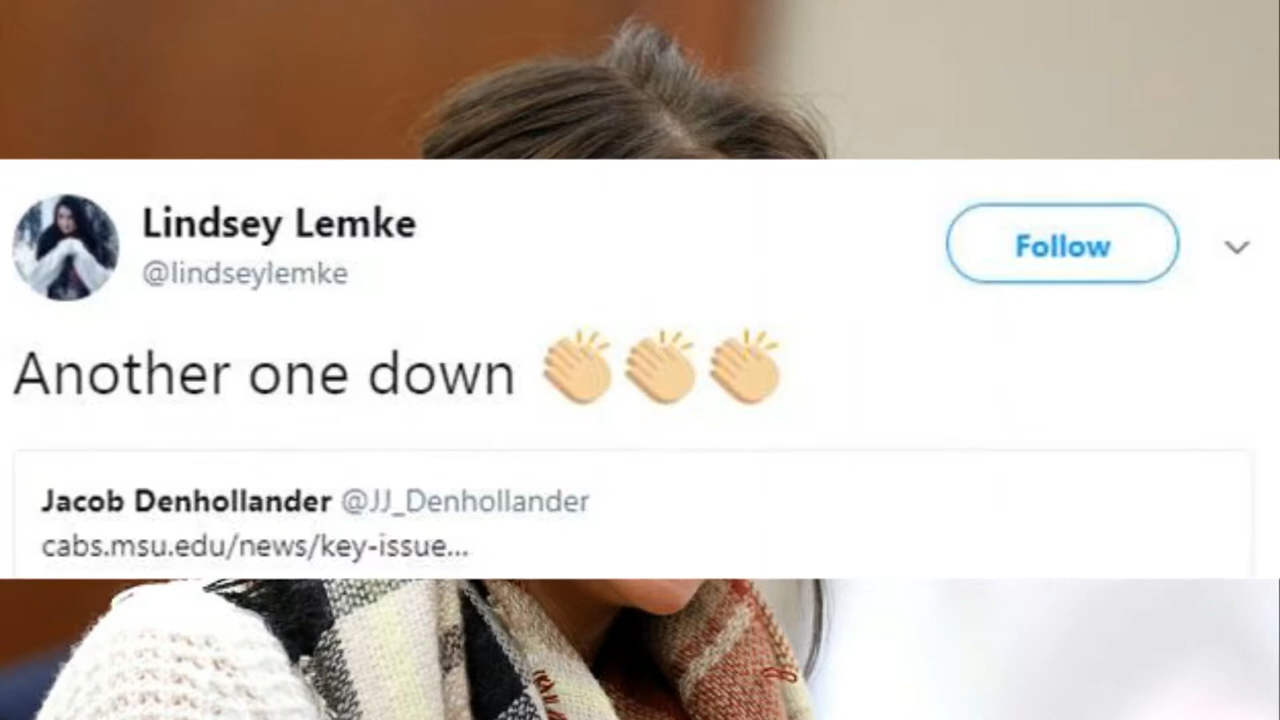 Lindsey Lemke
@lindseylemke
Follow
Another one down 👏🏼👏🏼👏🏼
Jacob Denhollander @JJ_Denhollander
cabs.msu.edu/news/key-issue...